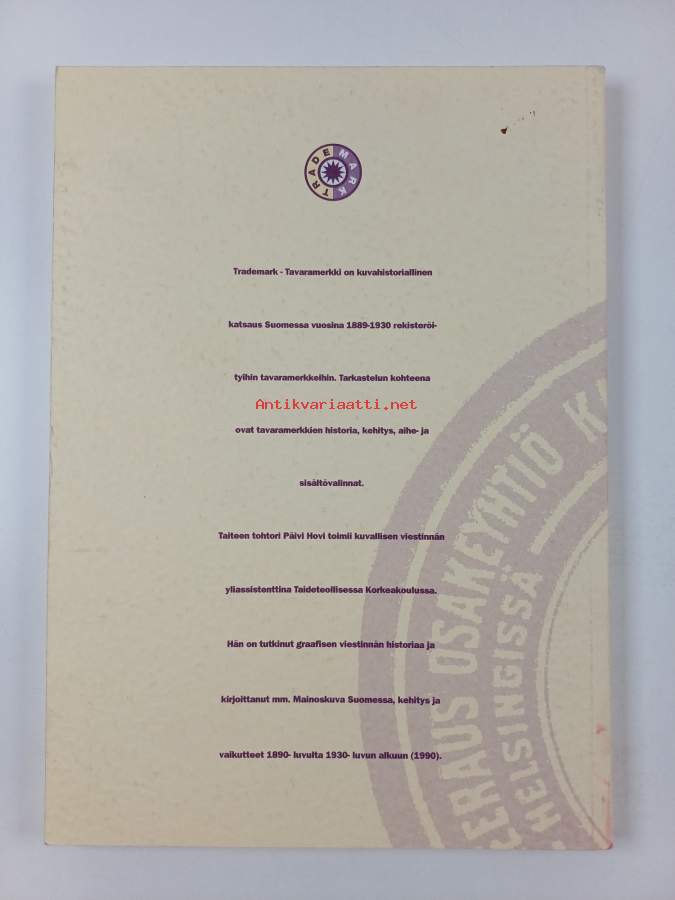 TRADEMARK
Trademark - Tavaramerkki on kuvahistoriallinen
katsaus Suomessa vuosina 1889-1930 rekisteröi-
tyihin tavaramerkkeihin. Tarkastelun kohteena
Antikvariaatti.net
ovat tavaramerkkien historia, kehitys, aihe- ja
sisältövalinnat.
Taiteen tohtori Päivi Hovi toimii kuvallisen viestinnän
yliassistenttina Taideteollisessa Korkeakoulussa.
Hän on tutkinut graafisen viestinnän historiaa ja
kirjoittanut mm. Mainoskuva Suomessa, kehitys ja
vaikutteet 1890- luvulta 1930- luvun alkuun (1990).
OSAKEYHTIÖ
HELSINGISSÄ